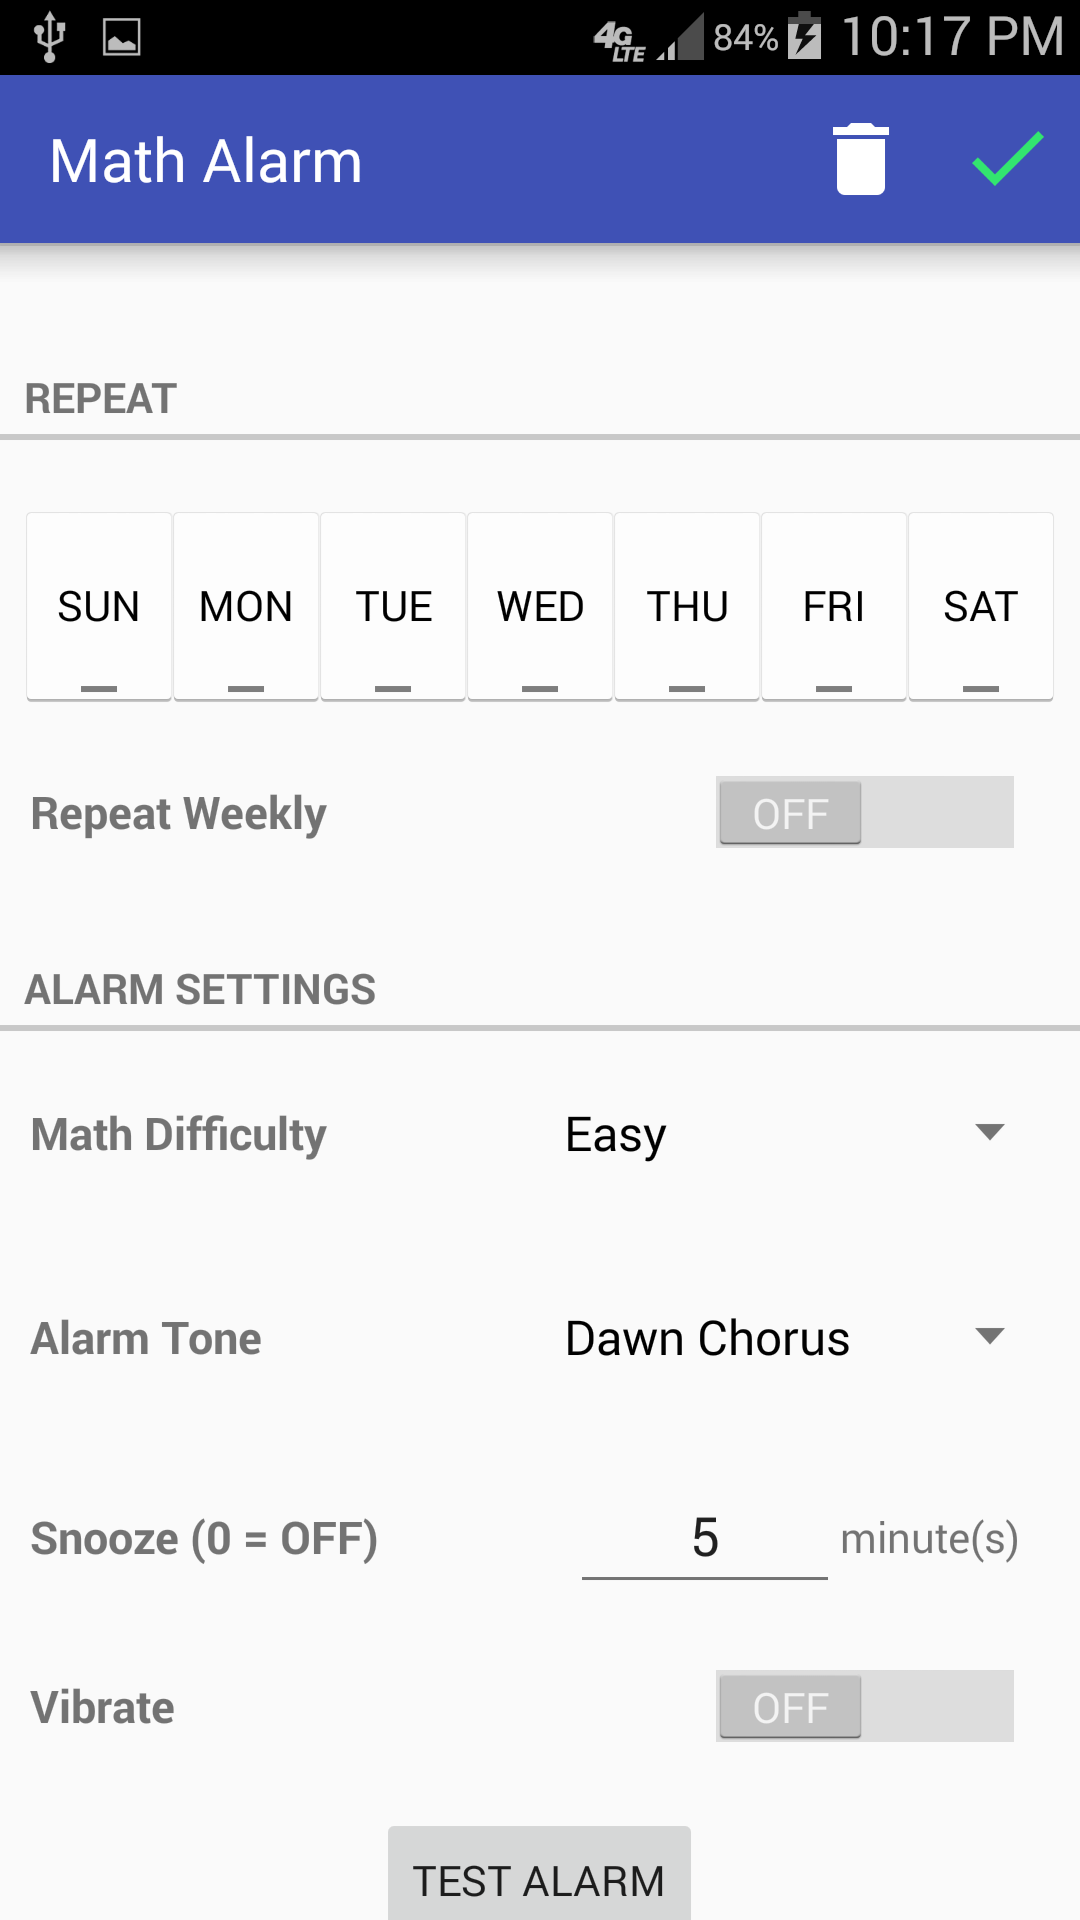 4G LTE 84% 10:17 PM
Math Alarm
REPEAT
SUN MON TUE WED THU FRI SAT
Repeat Weekly OFF
ALARM SETTINGS
Math Difficulty Easy
Alarm Tone Dawn Chorus
Snooze (0 = OFF) 5 minute(s)
Vibrate OFF
TEST ALARM